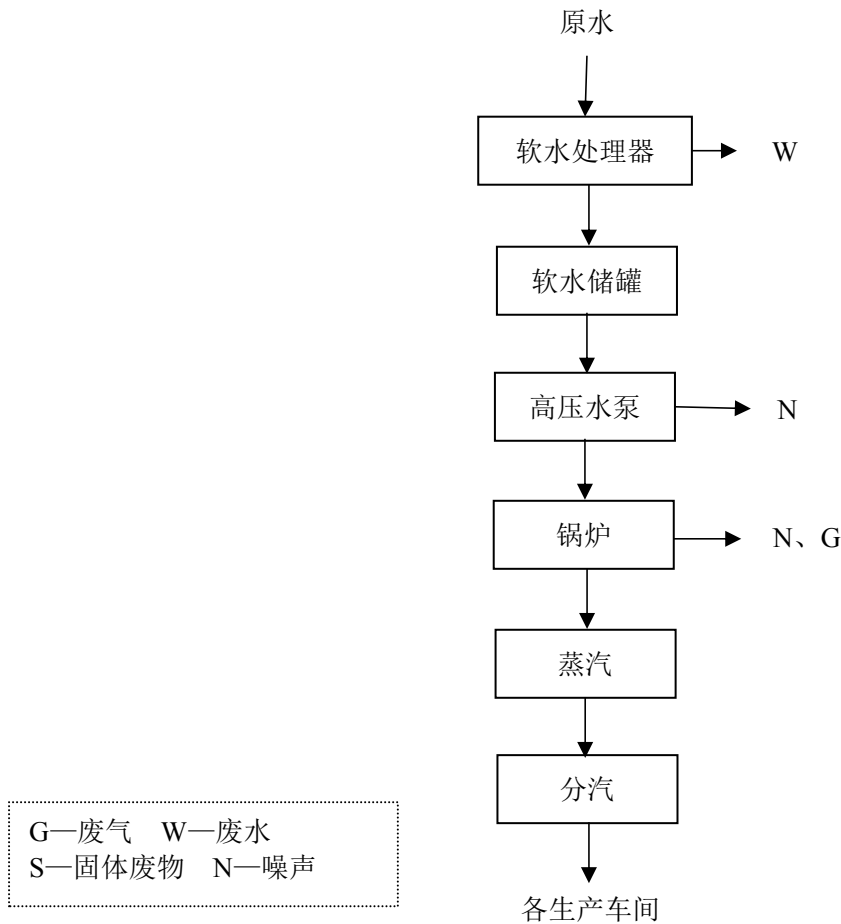 原水
软水处理器
W
软水储罐
高压水泵
N
锅炉
N、G
蒸汽
分汽
G—废气 W—废水
S—固体废物 N—噪声
各生产车间